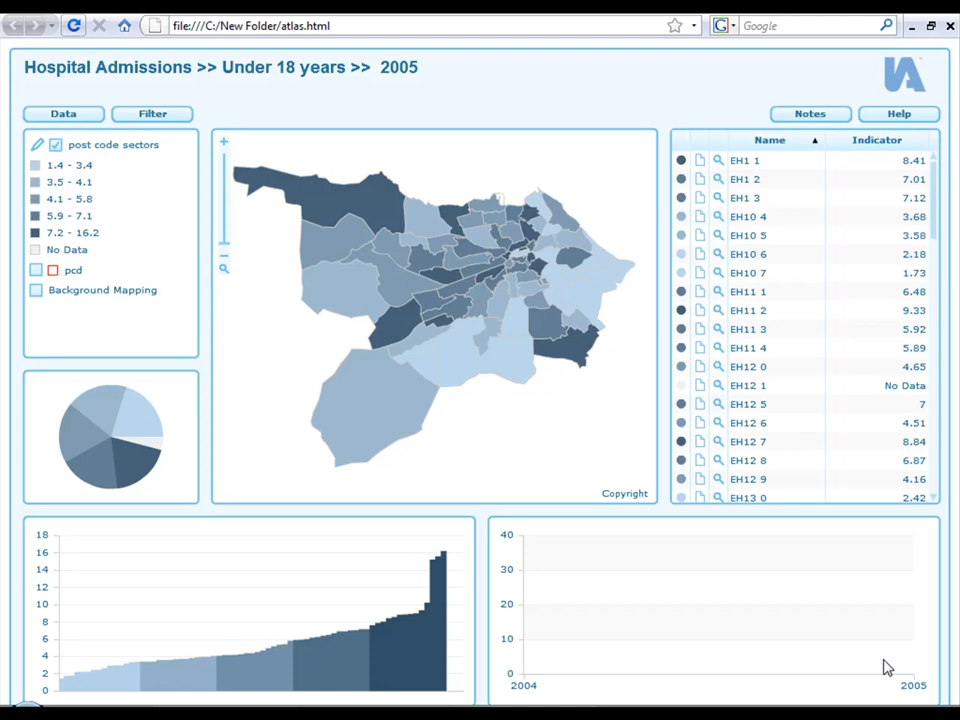 file:///C:/New Folder/atlas.html
Google
Hospital Admissions >> Under 18 years >> 2005
IA
Data
Filter
Notes
Help
post code sectors
1.4 - 3.4
3.5 - 4.1
4.1 - 5.8
5.9 - 7.1
7.2 - 16.2
No Data
pcd
Background Mapping
Copyright
Name Indicator
EH1 1 8.41
EH1 2 7.01
EH1 3 7.12
EH10 4 3.68
EH10 5 3.58
EH10 6 2.18
EH10 7 1.73
EH11 1 6.48
EH11 2 9.33
EH11 3 5.92
EH11 4 5.89
EH12 0 4.65
EH12 1 No Data
EH12 5 7
EH12 6 4.51
EH12 7 8.84
EH12 8 6.87
EH12 9 4.16
EH13 0 2.42
18
16
14
12
10
8
6
4
2
0
40
30
20
10
0
2004 2005